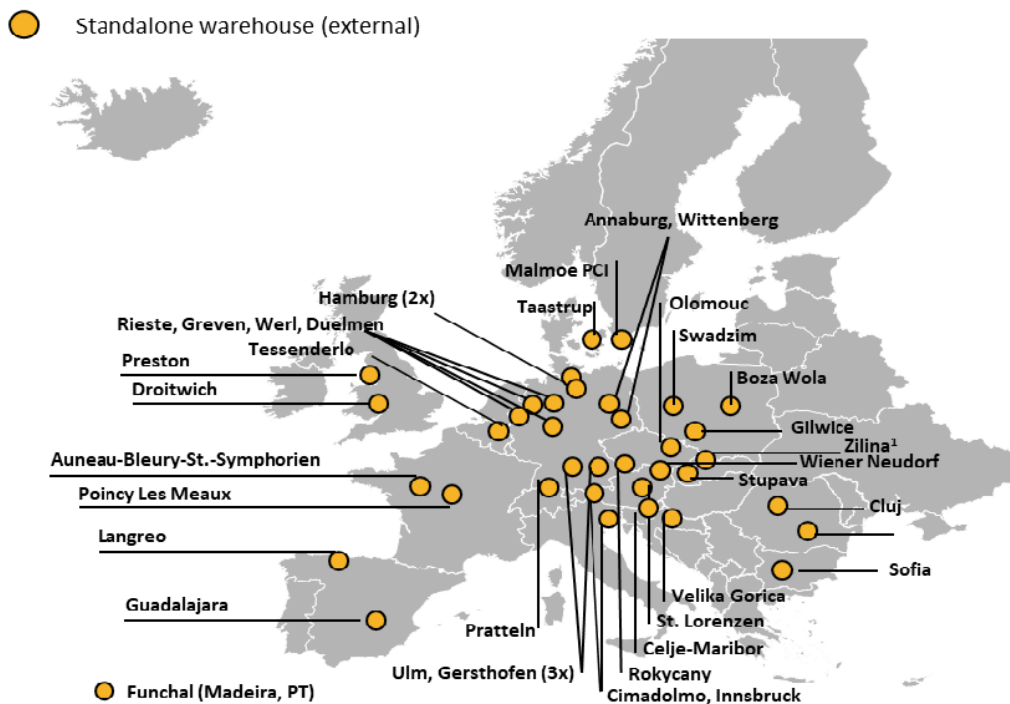 Standalone warehouse (external)
Annaburg, Wittenberg
Malmoe PCI
Hamburg (2x)
Taastrup
Olomouc
Rieste, Greven, Werl, Duelmen
Swadzim
Tessenderlo
Preston
Boza Wola
Droitwich
Gilwice
Zilina¹
Auneau-Bleury-St.-Symphorien
Wiener Neudorf
Stupava
Poincy Les Meaux
Cluj
Langreo
Sofia
Velika Gorica
Guadalajara
St. Lorenzen
Pratteln
Celje-Maribor
Ulm, Gersthofen (3x)
Rokycany
Funchal (Madeira, PT)
Cimadolmo, Innsbruck